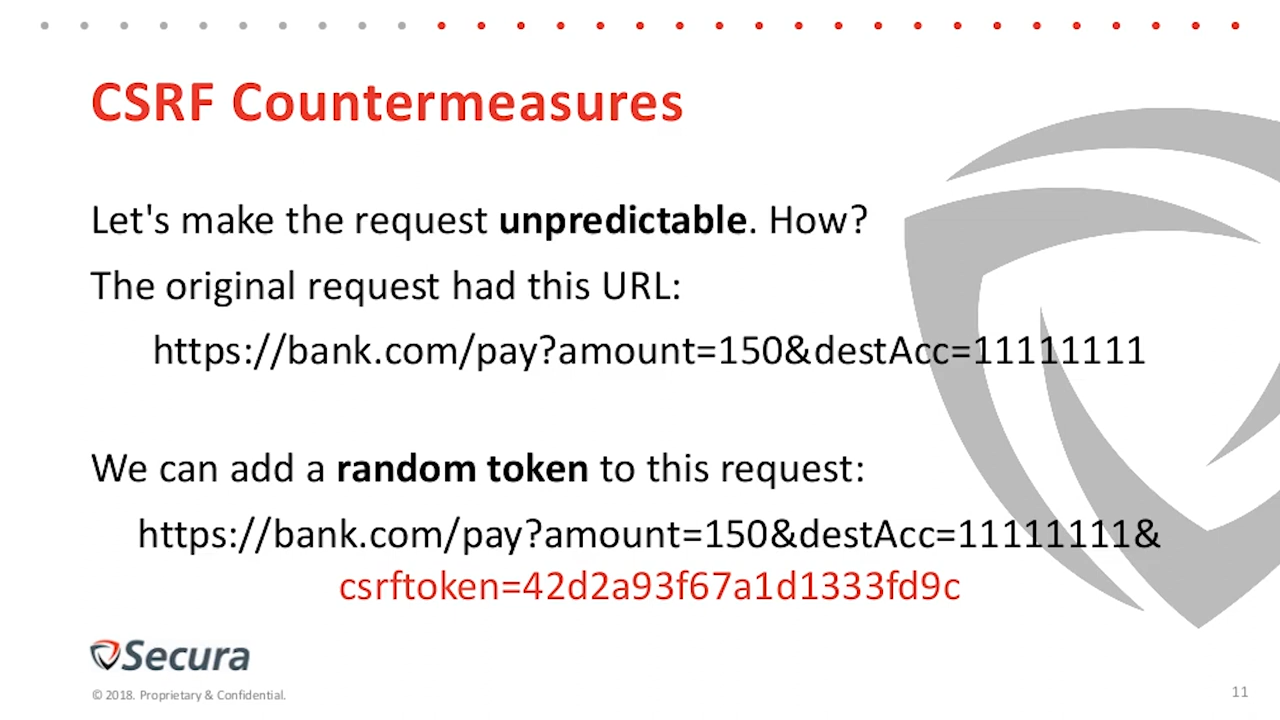 CSRF Countermeasures
Let's make the request unpredictable. How?
The original request had this URL:
https://bank.com/pay?amount=150&destAcc=11111111
We can add a random token to this request:
https://bank.com/pay?amount=150&destAcc=11111111&
csrftoken=42d2a93f67a1d1333fd9c
Secura
© 2018. Proprietary & Confidential.
11